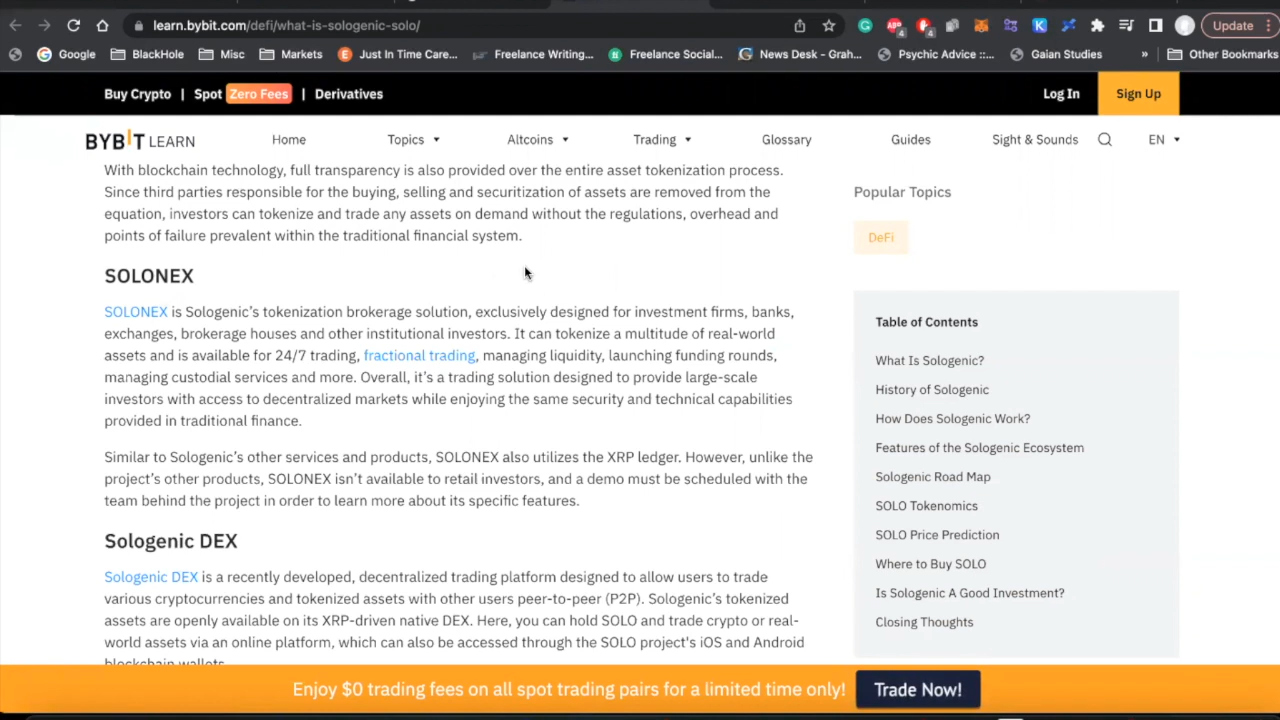 learn.bybit.com/defi/what-is-sologenic-solo/
4
4
Update
Google
BlackHole
Misc
Markets
Just In Time Care...
Freelance Writing...
Freelance Social...
News Desk - Grah...
Psychic Advice ::...
Gaian Studies
»
Other Bookmarks
Buy Crypto | Spot Zero Fees | Derivatives
Log In
Sign Up
BYBIT LEARN
Home
Topics
Altcoins
Trading
Glossary
Guides
Sight & Sounds
EN
With blockchain technology, full transparency is also provided over the entire asset tokenization process.
Since third parties responsible for the buying, selling and securitization of assets are removed from the
equation, investors can tokenize and trade any assets on demand without the regulations, overhead and
points of failure prevalent within the traditional financial system.
SOLONEX
SOLONEX is Sologenic's tokenization brokerage solution, exclusively designed for investment firms, banks,
exchanges, brokerage houses and other institutional investors. It can tokenize a multitude of real-world
assets and is available for 24/7 trading, fractional trading, managing liquidity, launching funding rounds,
managing custodial services and more. Overall, it's a trading solution designed to provide large-scale
investors with access to decentralized markets while enjoying the same security and technical capabilities
provided in traditional finance.
Similar to Sologenic's other services and products, SOLONEX also utilizes the XRP ledger. However, unlike the
project's other products, SOLONEX isn't available to retail investors, and a demo must be scheduled with the
team behind the project in order to learn more about its specific features.
Sologenic DEX
Sologenic DEX is a recently developed, decentralized trading platform designed to allow users to trade
various cryptocurrencies and tokenized assets with other users peer-to-peer (P2P). Sologenic's tokenized
assets are openly available on its XRP-driven native DEX. Here, you can hold SOLO and trade crypto or real-
world assets via an online platform, which can also be accessed through the SOLO project's iOS and Android
blockchain wallets.
Popular Topics
DeFi
Table of Contents
What Is Sologenic?
History of Sologenic
How Does Sologenic Work?
Features of the Sologenic Ecosystem
Sologenic Road Map
SOLO Tokenomics
SOLO Price Prediction
Where to Buy SOLO
Is Sologenic A Good Investment?
Closing Thoughts
Enjoy $0 trading fees on all spot trading pairs for a limited time only!
Trade Now!